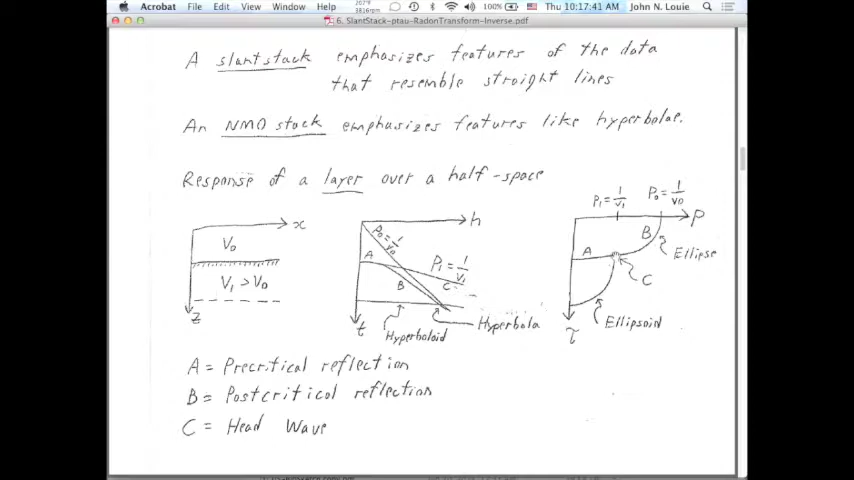 Acrobat File Edit View Window Help 100% Thu 10:17:41 AM John N. Louie
6. SlantStack-ptau-RadonTransform-Inverse.pdf
A slantstack emphasizes features of the data
that resemble straight lines
An NMO stack emphasizes features like hyperbolae.
Response of a layer over a half-space
x
V0
V1 > V0
z
h
P0 = 1/V0
A
P1 = 1/V1
B
C
t
Hyperboloid
Hyperbola
P1 = 1/V1
P0 = 1/V0
P
B
A
Ellipse
C
Ellipsoid
τ
A = Precritical reflection
B = Postcritical reflection
C = Head Wave